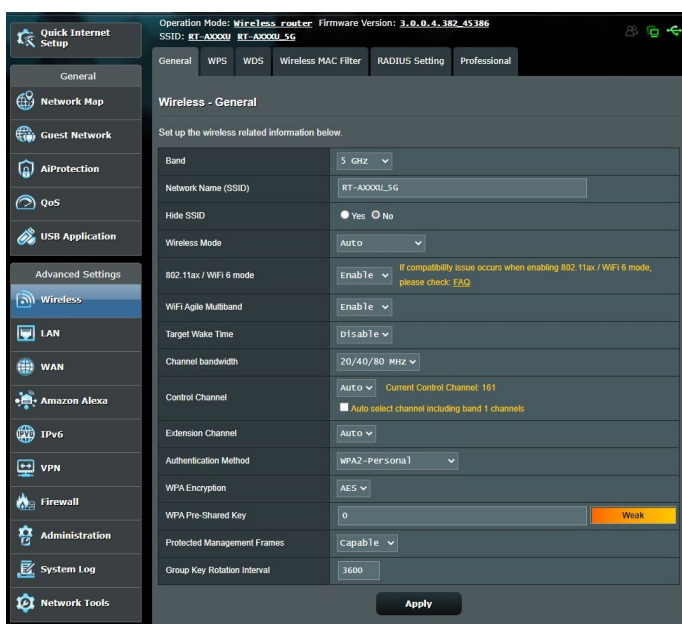 Quick Internet
Setup
General
Network Map
Guest Network
AiProtection
QoS
USB Application
Advanced Settings
Wireless
LAN
WAN
Amazon Alexa
IPv6
VPN
Firewall
Administration
System Log
Network Tools
Operation Mode: Wireless router Firmware Version: 3.0.0.4.382_45386
SSID: RT-AXXXU RT-AXXXU_5G
General WPS WDS Wireless MAC Filter RADIUS Setting Professional
Wireless - General
Set up the wireless related information below.
Band 5 GHz
Network Name (SSID) RT-AXXXU_5G
Hide SSID Yes No
Wireless Mode Auto
802.11ax / WiFi 6 mode Enable If compatibility issue occurs when enabling 802.11ax / WiFi 6 mode,
please check: FAQ
WiFi Agile Multiband Enable
Target Wake Time Disable
Channel bandwidth 20/40/80 MHz
Control Channel Auto Current Control Channel: 161
Auto select channel including band 1 channels
Extension Channel Auto
Authentication Method WPA2-Personal
WPA Encryption AES
WPA Pre-Shared Key 0 Weak
Protected Management Frames Capable
Group Key Rotation Interval 3600
Apply